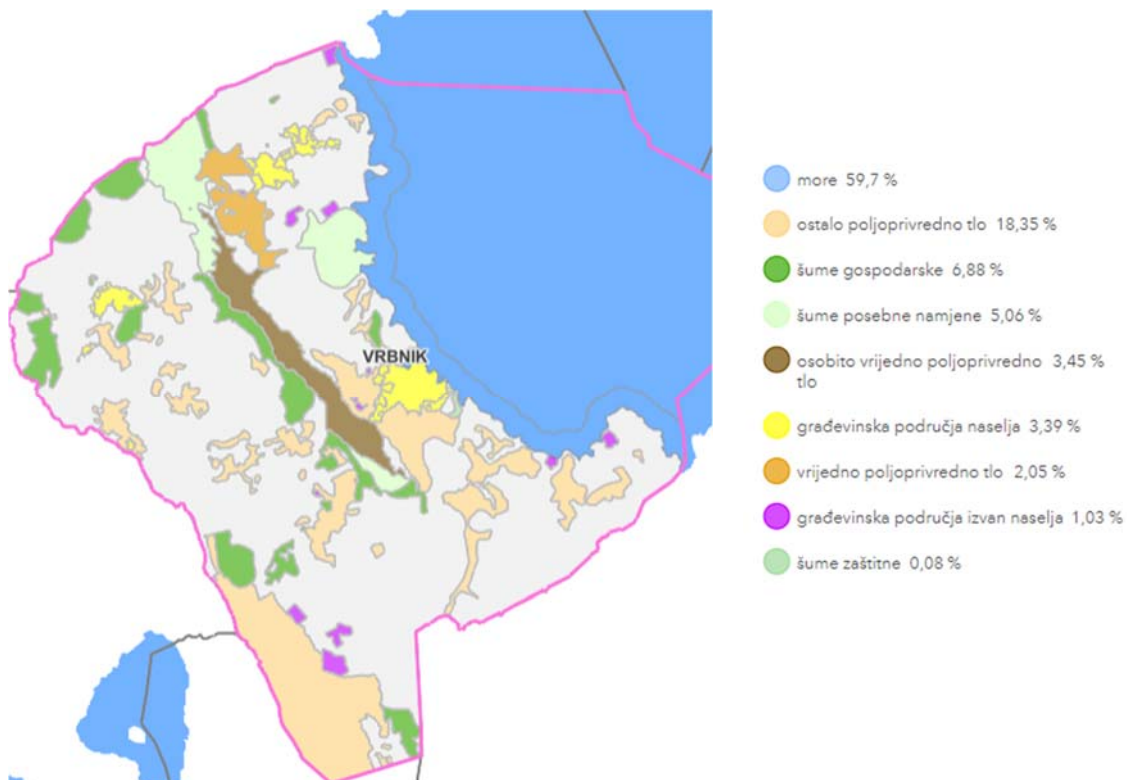 VRBNIK
more 59,7 %
ostalo poljoprivredno tlo 18,35 %
šume gospodarske 6,88 %
šume posebne namjene 5,06 %
osobito vrijedno poljoprivredno 3,45 %
tlo
građevinska područja naselja 3,39 %
vrijedno poljoprivredno tlo 2,05 %
građevinska područja izvan naselja 1,03 %
šume zaštitne 0,08 %